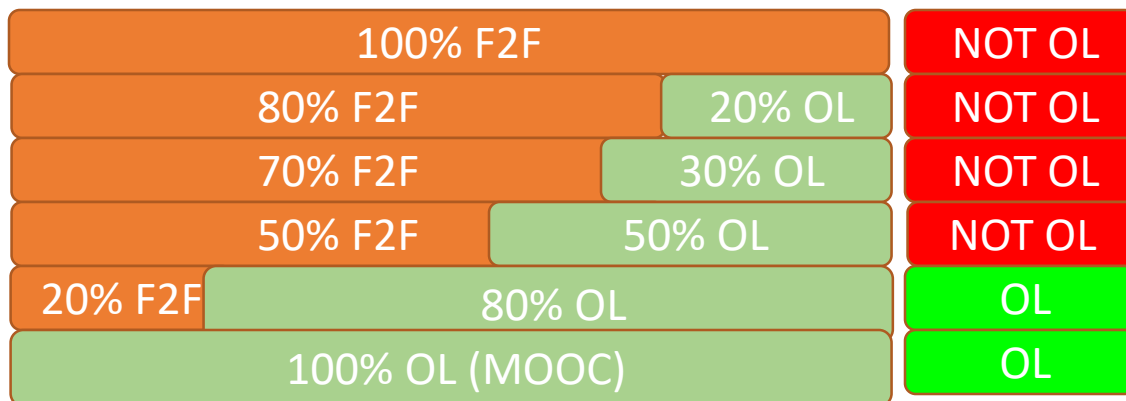 100% F2F NOT OL
80% F2F 20% OL NOT OL
70% F2F 30% OL NOT OL
50% F2F 50% OL NOT OL
20% F2F 80% OL OL
100% OL (MOOC) OL